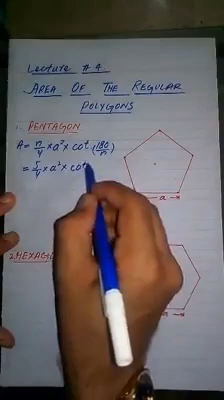 Lecture # 4
AREA OF THE REGULAR
POLYGONS
1. PENTAGON
A = n/4 × a² × cot (180/n)
= 5/4 × a² × cot
a
2. HEXAG